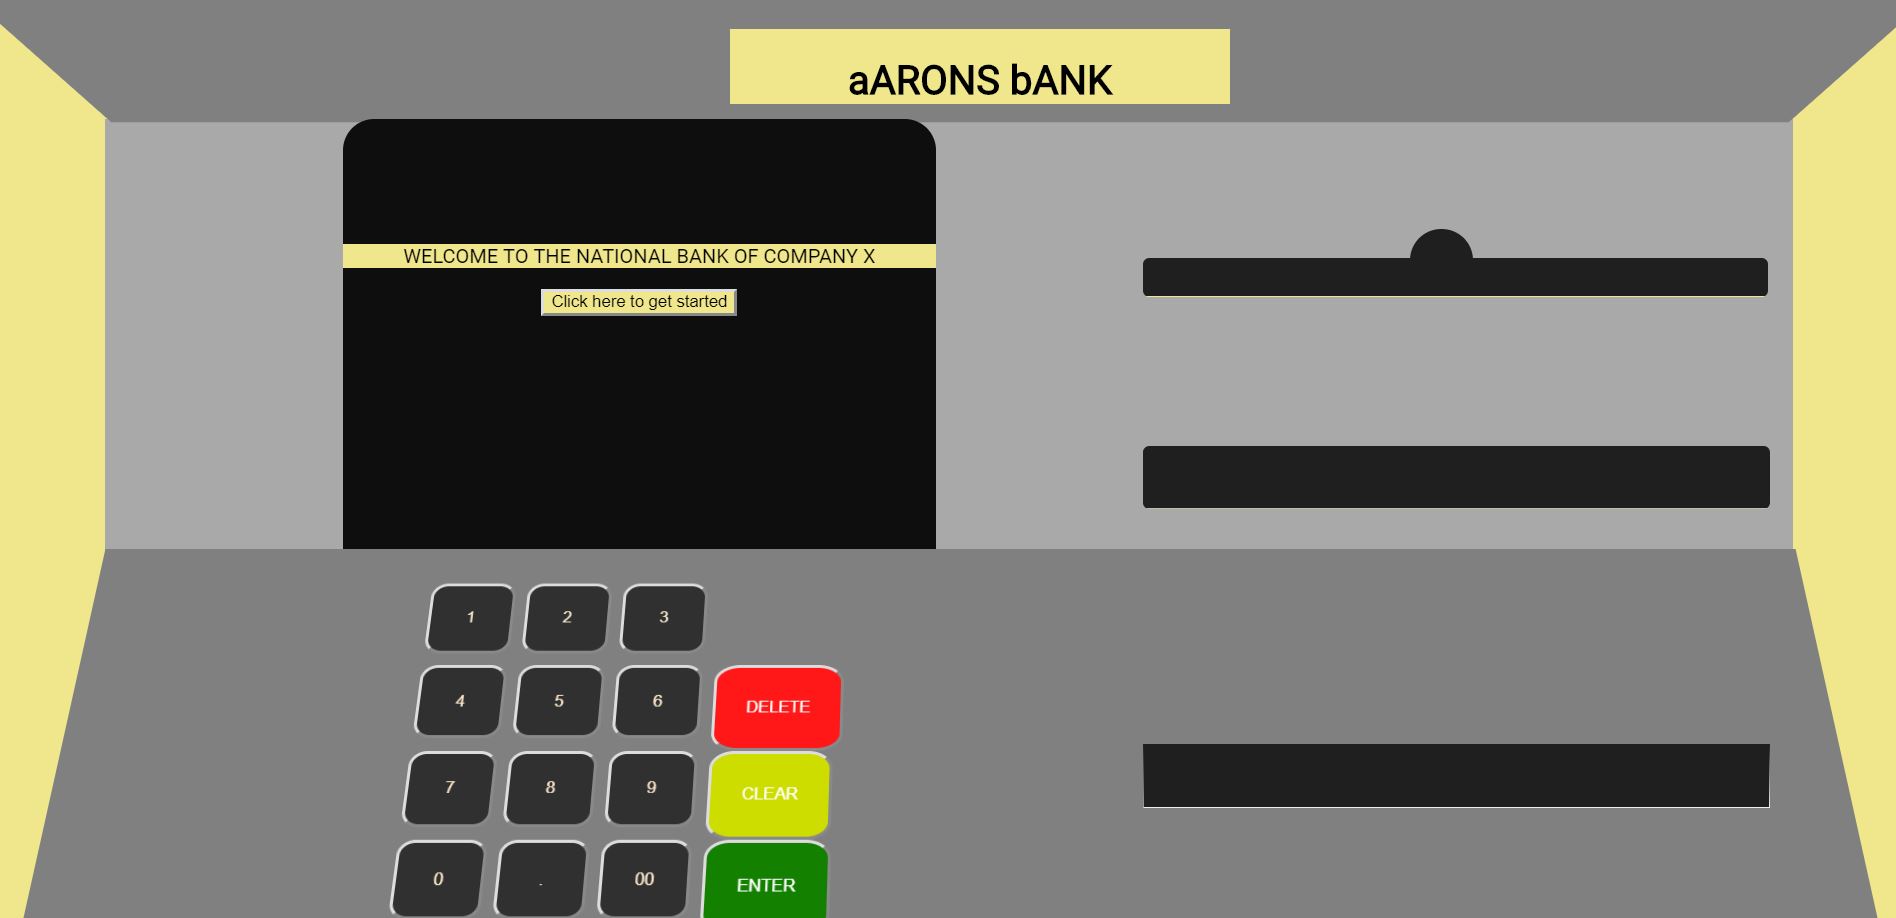 aARONS bANK
WELCOME TO THE NATIONAL BANK OF COMPANY X
Click here to get started
1 2 3
4 5 6 DELETE
7 8 9 CLEAR
0 . 00 ENTER